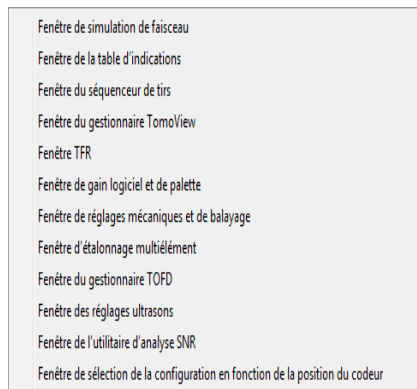 Fenêtre de simulation de faisceau
Fenêtre de la table d'indications
Fenêtre du séquenceur de tirs
Fenêtre du gestionnaire TomoView
Fenêtre TFR
Fenêtre de gain logiciel et de palette
Fenêtre de réglages mécaniques et de balayage
Fenêtre d'étalonnage multiélément
Fenêtre du gestionnaire TOFD
Fenêtre des réglages ultrasons
Fenêtre de l'utilitaire d'analyse SNR
Fenêtre de sélection de la configuration en fonction de la position du codeur